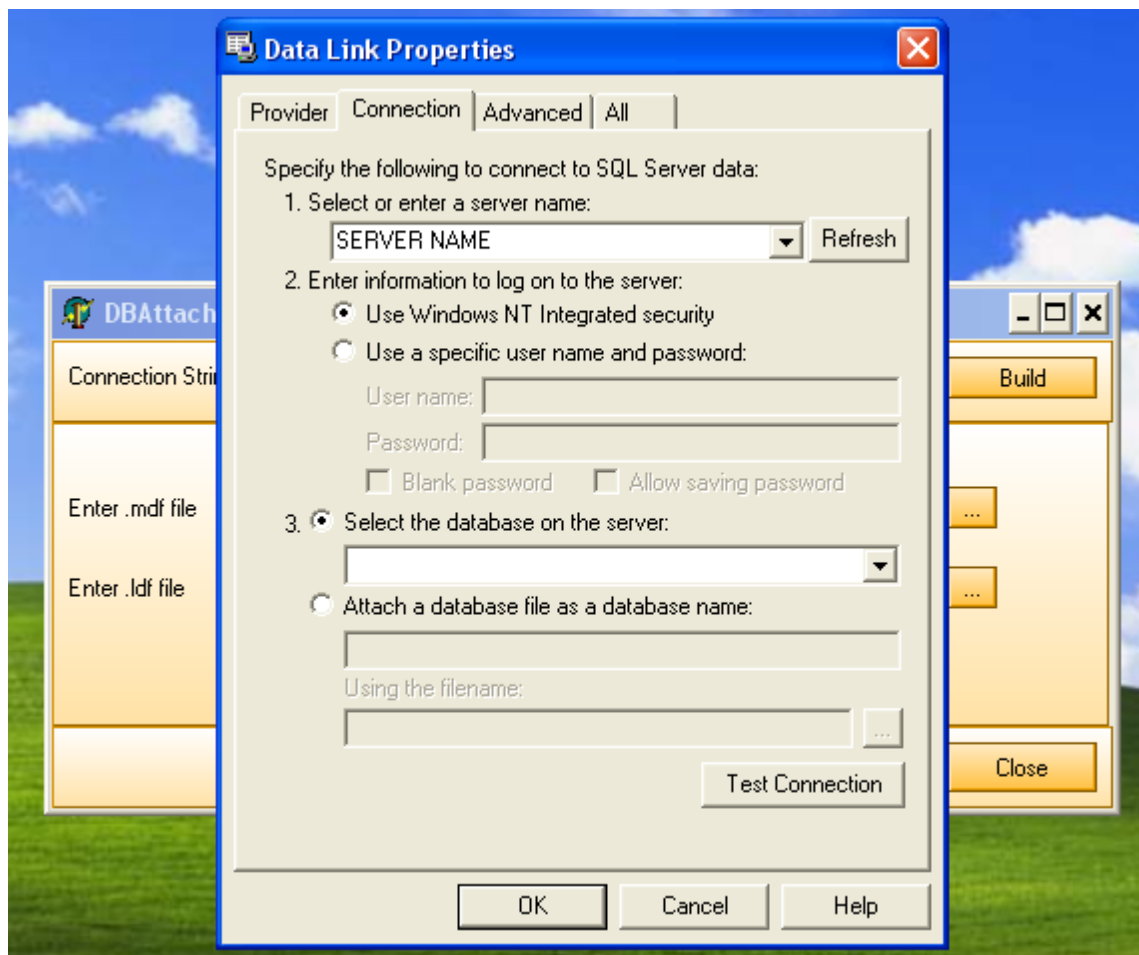 Data Link Properties
Provider Connection Advanced All
Specify the following to connect to SQL Server data:
1. Select or enter a server name:
SERVER NAME Refresh
2. Enter information to log on to the server:
Use Windows NT Integrated security
Use a specific user name and password:
User name:
Password:
Blank password Allow saving password
3. Select the database on the server:
Attach a database file as a database name:
Using the filename:
...
Test Connection
OK Cancel Help
DBAttach
Connection Stri
Build
Enter .mdf file
...
Enter .ldf file
...
Close